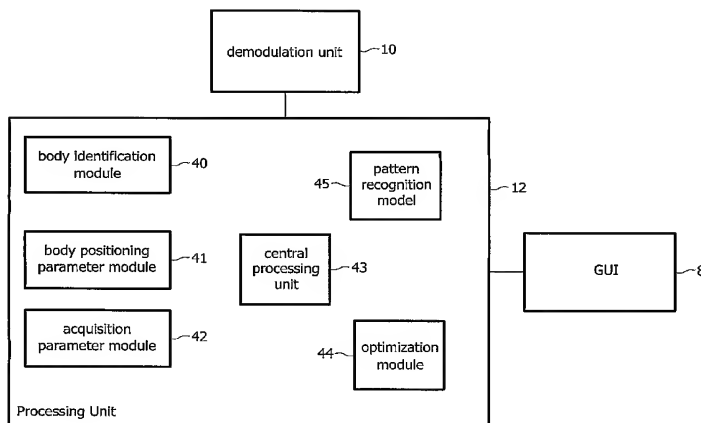 demodulation unit
10
body identification
module
40
45
pattern
recognition
model
12
body positioning
parameter module
41
central
processing
unit
43
GUI
8
acquisition
parameter module
42
44
optimization
module
Processing Unit